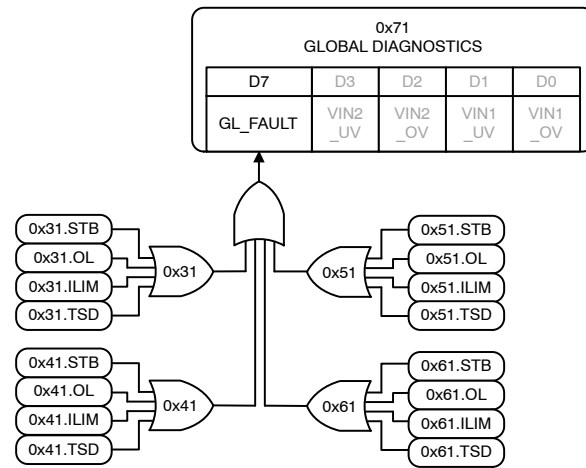 0x71
GLOBAL DIAGNOSTICS
D7 D3 D2 D1 D0
GL_FAULT VIN2 VIN2 VIN1 VIN1
_UV _OV _UV _OV
0x31.STB
0x31.OL
0x31.ILIM
0x31.TSD
0x31
0x51
0x51.STB
0x51.OL
0x51.ILIM
0x51.TSD
0x41.STB
0x41.OL
0x41.ILIM
0x41.TSD
0x41
0x61
0x61.STB
0x61.OL
0x61.ILIM
0x61.TSD